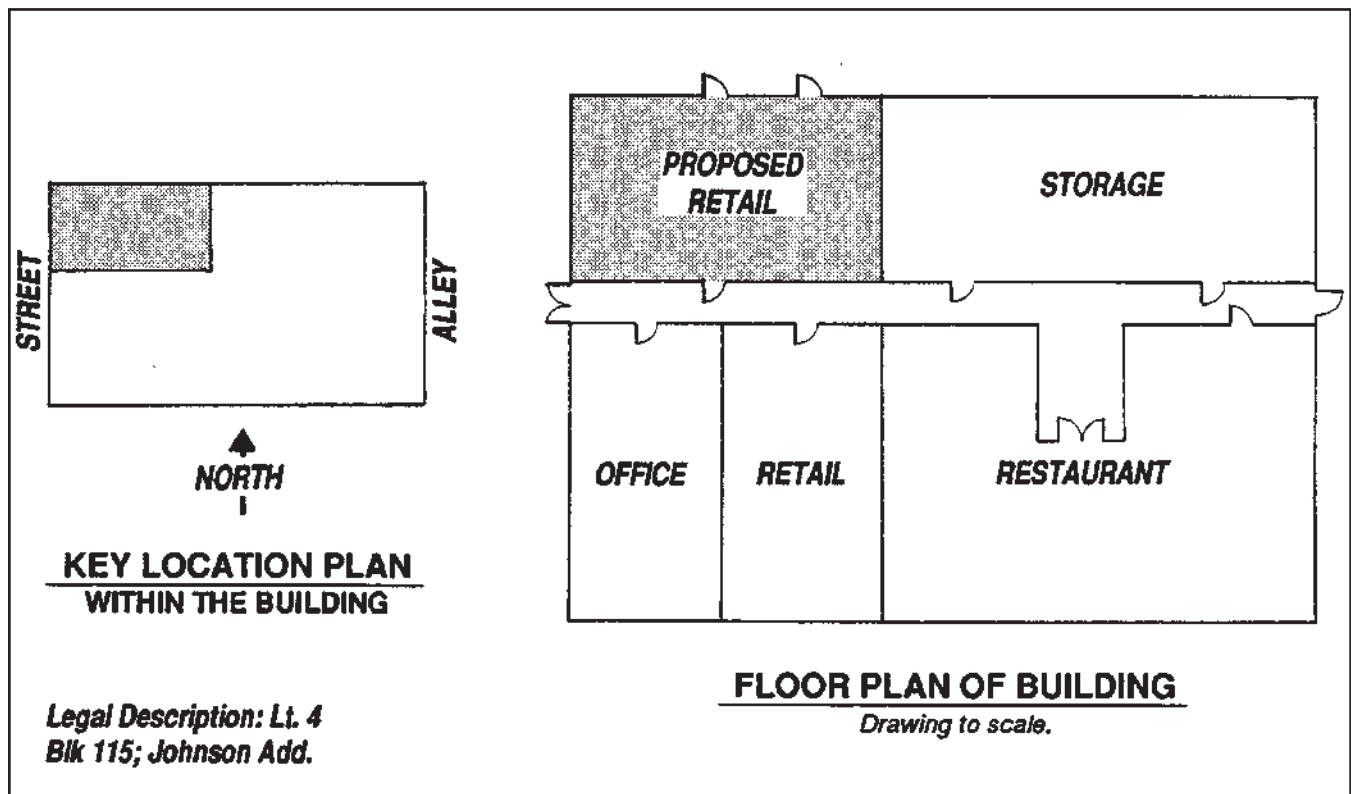 STREET
ALLEY
NORTH
KEY LOCATION PLAN
WITHIN THE BUILDING
Legal Description: Lt. 4
Blk 115; Johnson Add.
PROPOSED
RETAIL
STORAGE
OFFICE
RETAIL
RESTAURANT
FLOOR PLAN OF BUILDING
Drawing to scale.